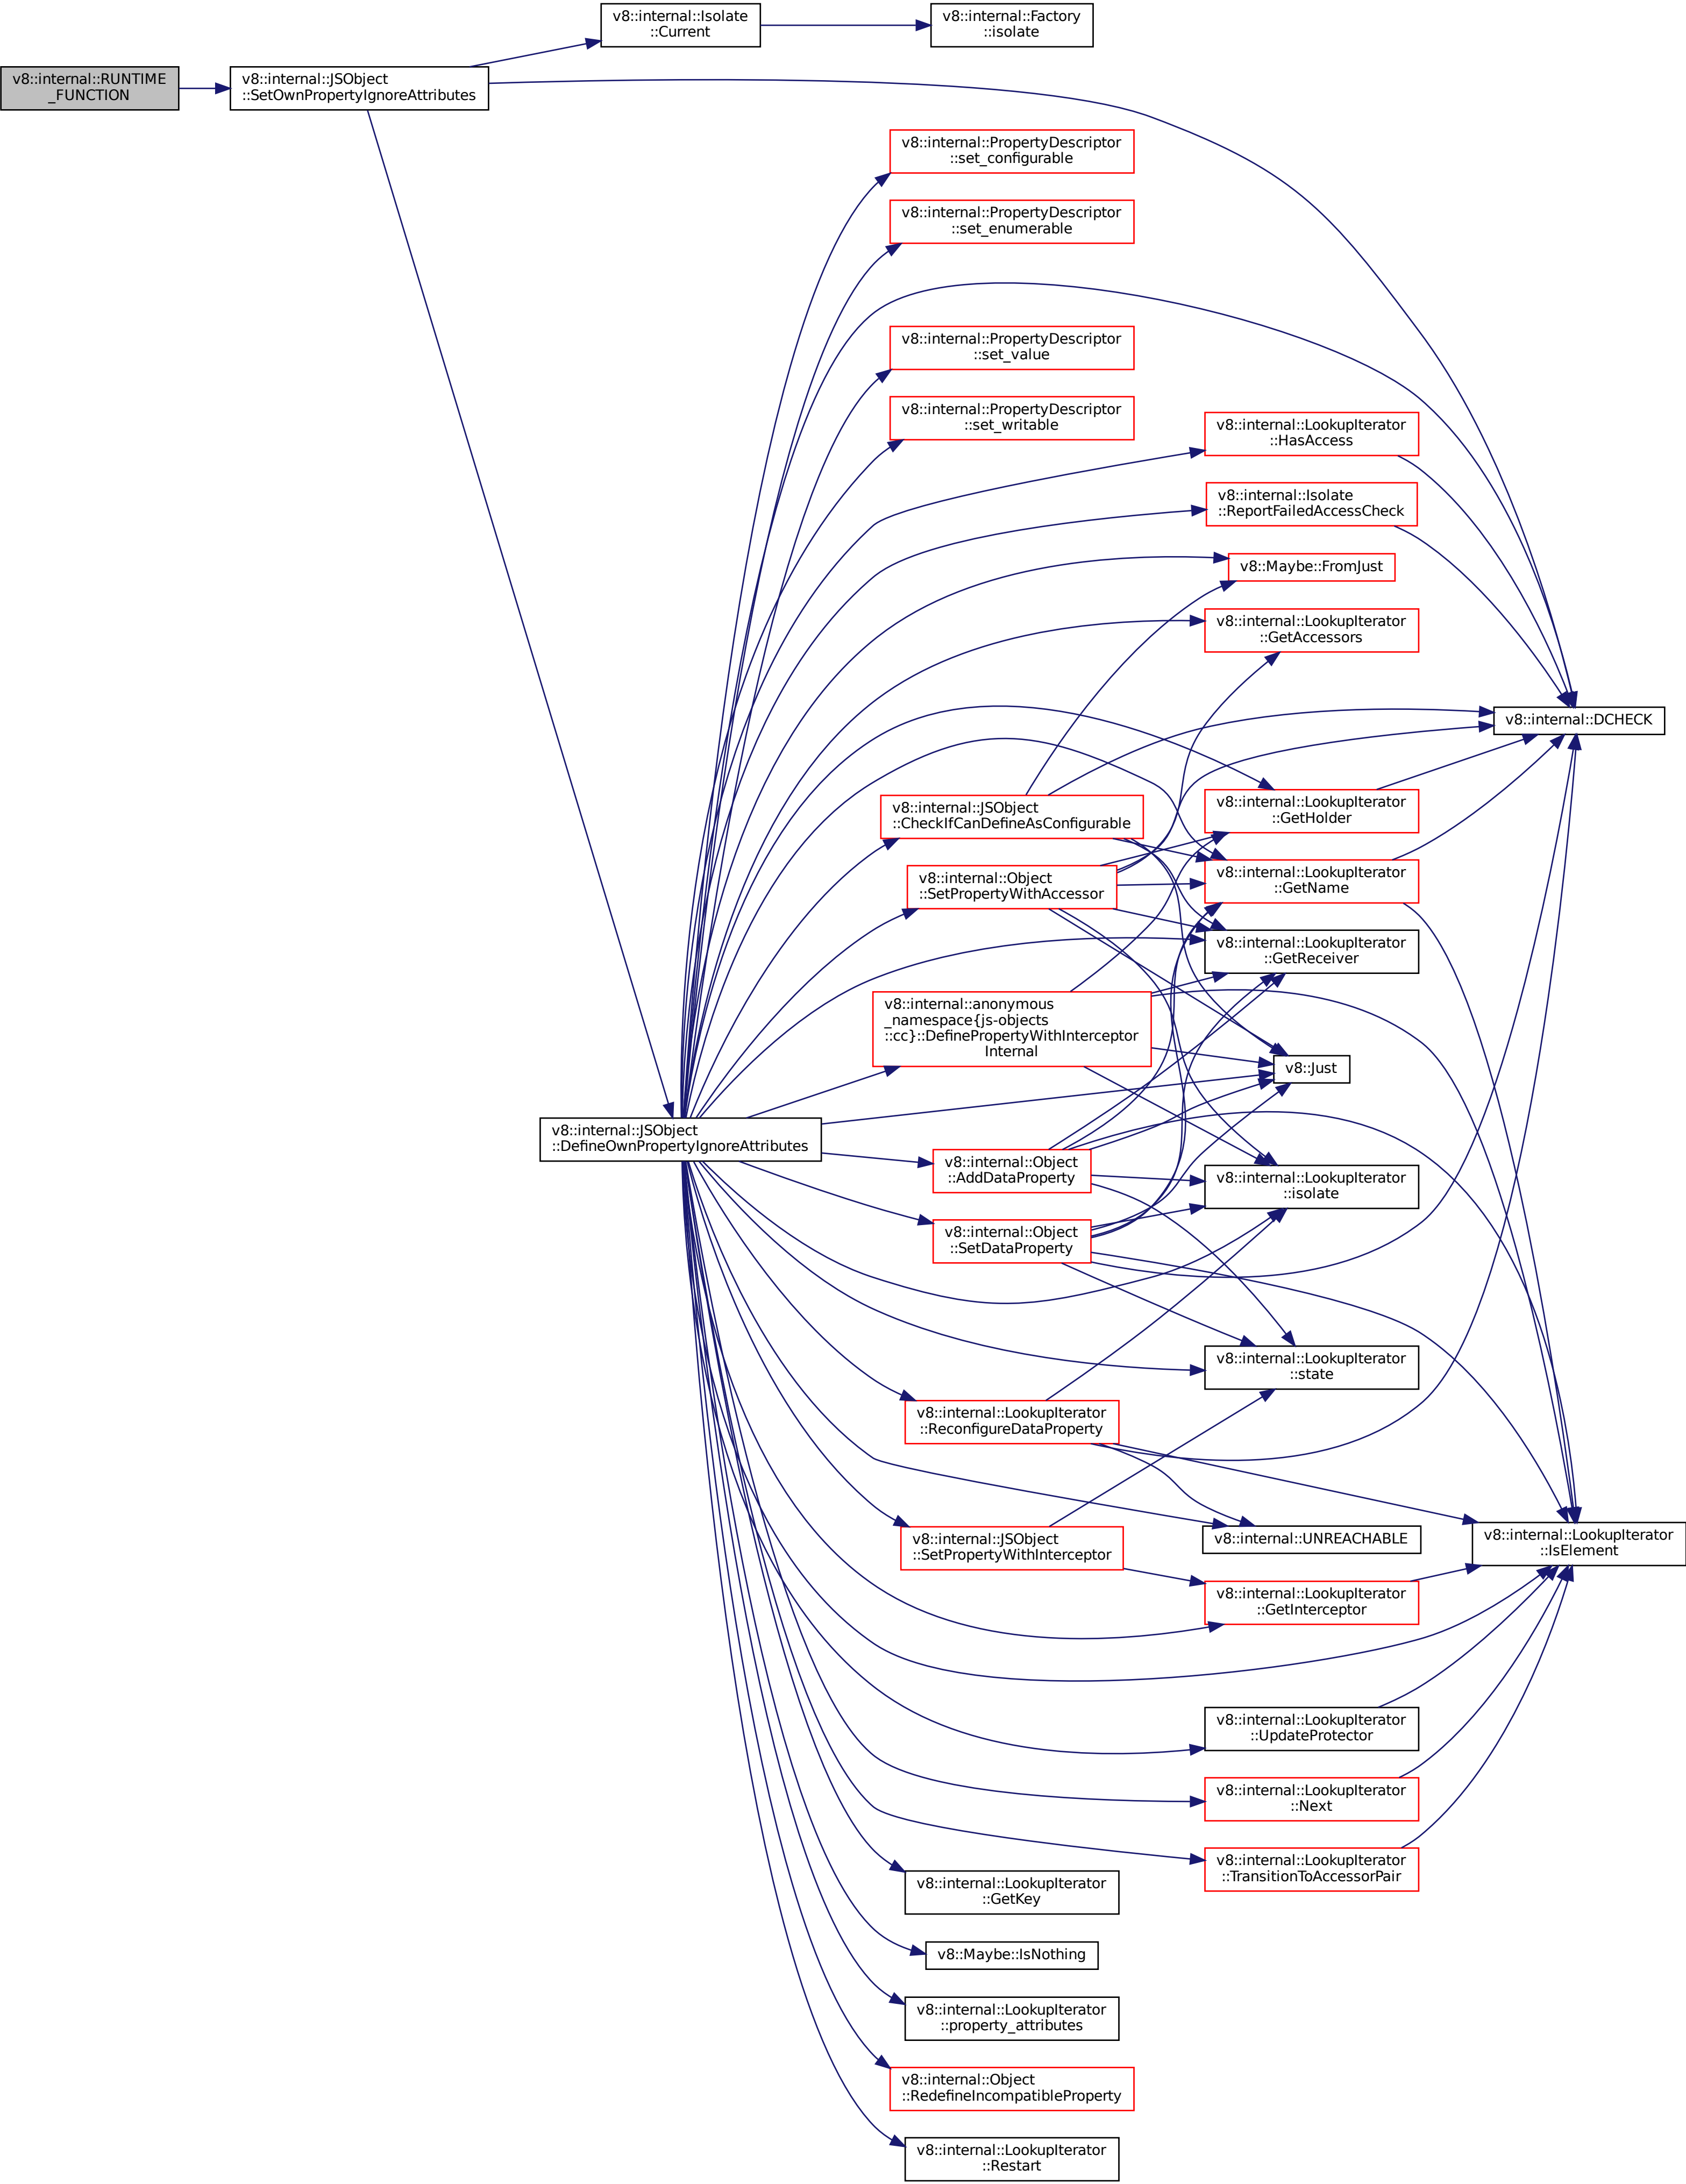 v8::internal::Isolate
::Current
v8::internal::Factory
::isolate
v8::internal::RUNTIME
_FUNCTION
v8::internal::JSObject
::SetOwnPropertyIgnoreAttributes
v8::internal::PropertyDescriptor
::set_configurable
v8::internal::PropertyDescriptor
::set_enumerable
v8::internal::PropertyDescriptor
::set_value
v8::internal::PropertyDescriptor
::set_writable
v8::internal::LookupIterator
::HasAccess
v8::internal::Isolate
::ReportFailedAccessCheck
v8::Maybe::FromJust
v8::internal::LookupIterator
::GetAccessors
v8::internal::DCHECK
v8::internal::LookupIterator
::GetHolder
v8::internal::JSObject
::CheckIfCanDefineAsConfigurable
v8::internal::LookupIterator
::GetName
v8::internal::Object
::SetPropertyWithAccessor
v8::internal::LookupIterator
::GetReceiver
v8::internal::anonymous
_namespace{js-objects
::cc}::DefinePropertyWithInterceptor
Internal
v8::Just
v8::internal::JSObject
::DefineOwnPropertyIgnoreAttributes
v8::internal::Object
::AddDataProperty
v8::internal::LookupIterator
::isolate
v8::internal::Object
::SetDataProperty
v8::internal::LookupIterator
::state
v8::internal::LookupIterator
::ReconfigureDataProperty
v8::internal::UNREACHABLE
v8::internal::JSObject
::SetPropertyWithInterceptor
v8::internal::LookupIterator
::IsElement
v8::internal::LookupIterator
::GetInterceptor
v8::internal::LookupIterator
::UpdateProtector
v8::internal::LookupIterator
::Next
v8::internal::LookupIterator
::TransitionToAccessorPair
v8::internal::LookupIterator
::GetKey
v8::Maybe::IsNothing
v8::internal::LookupIterator
::property_attributes
v8::internal::Object
::RedefineIncompatibleProperty
v8::internal::LookupIterator
::Restart